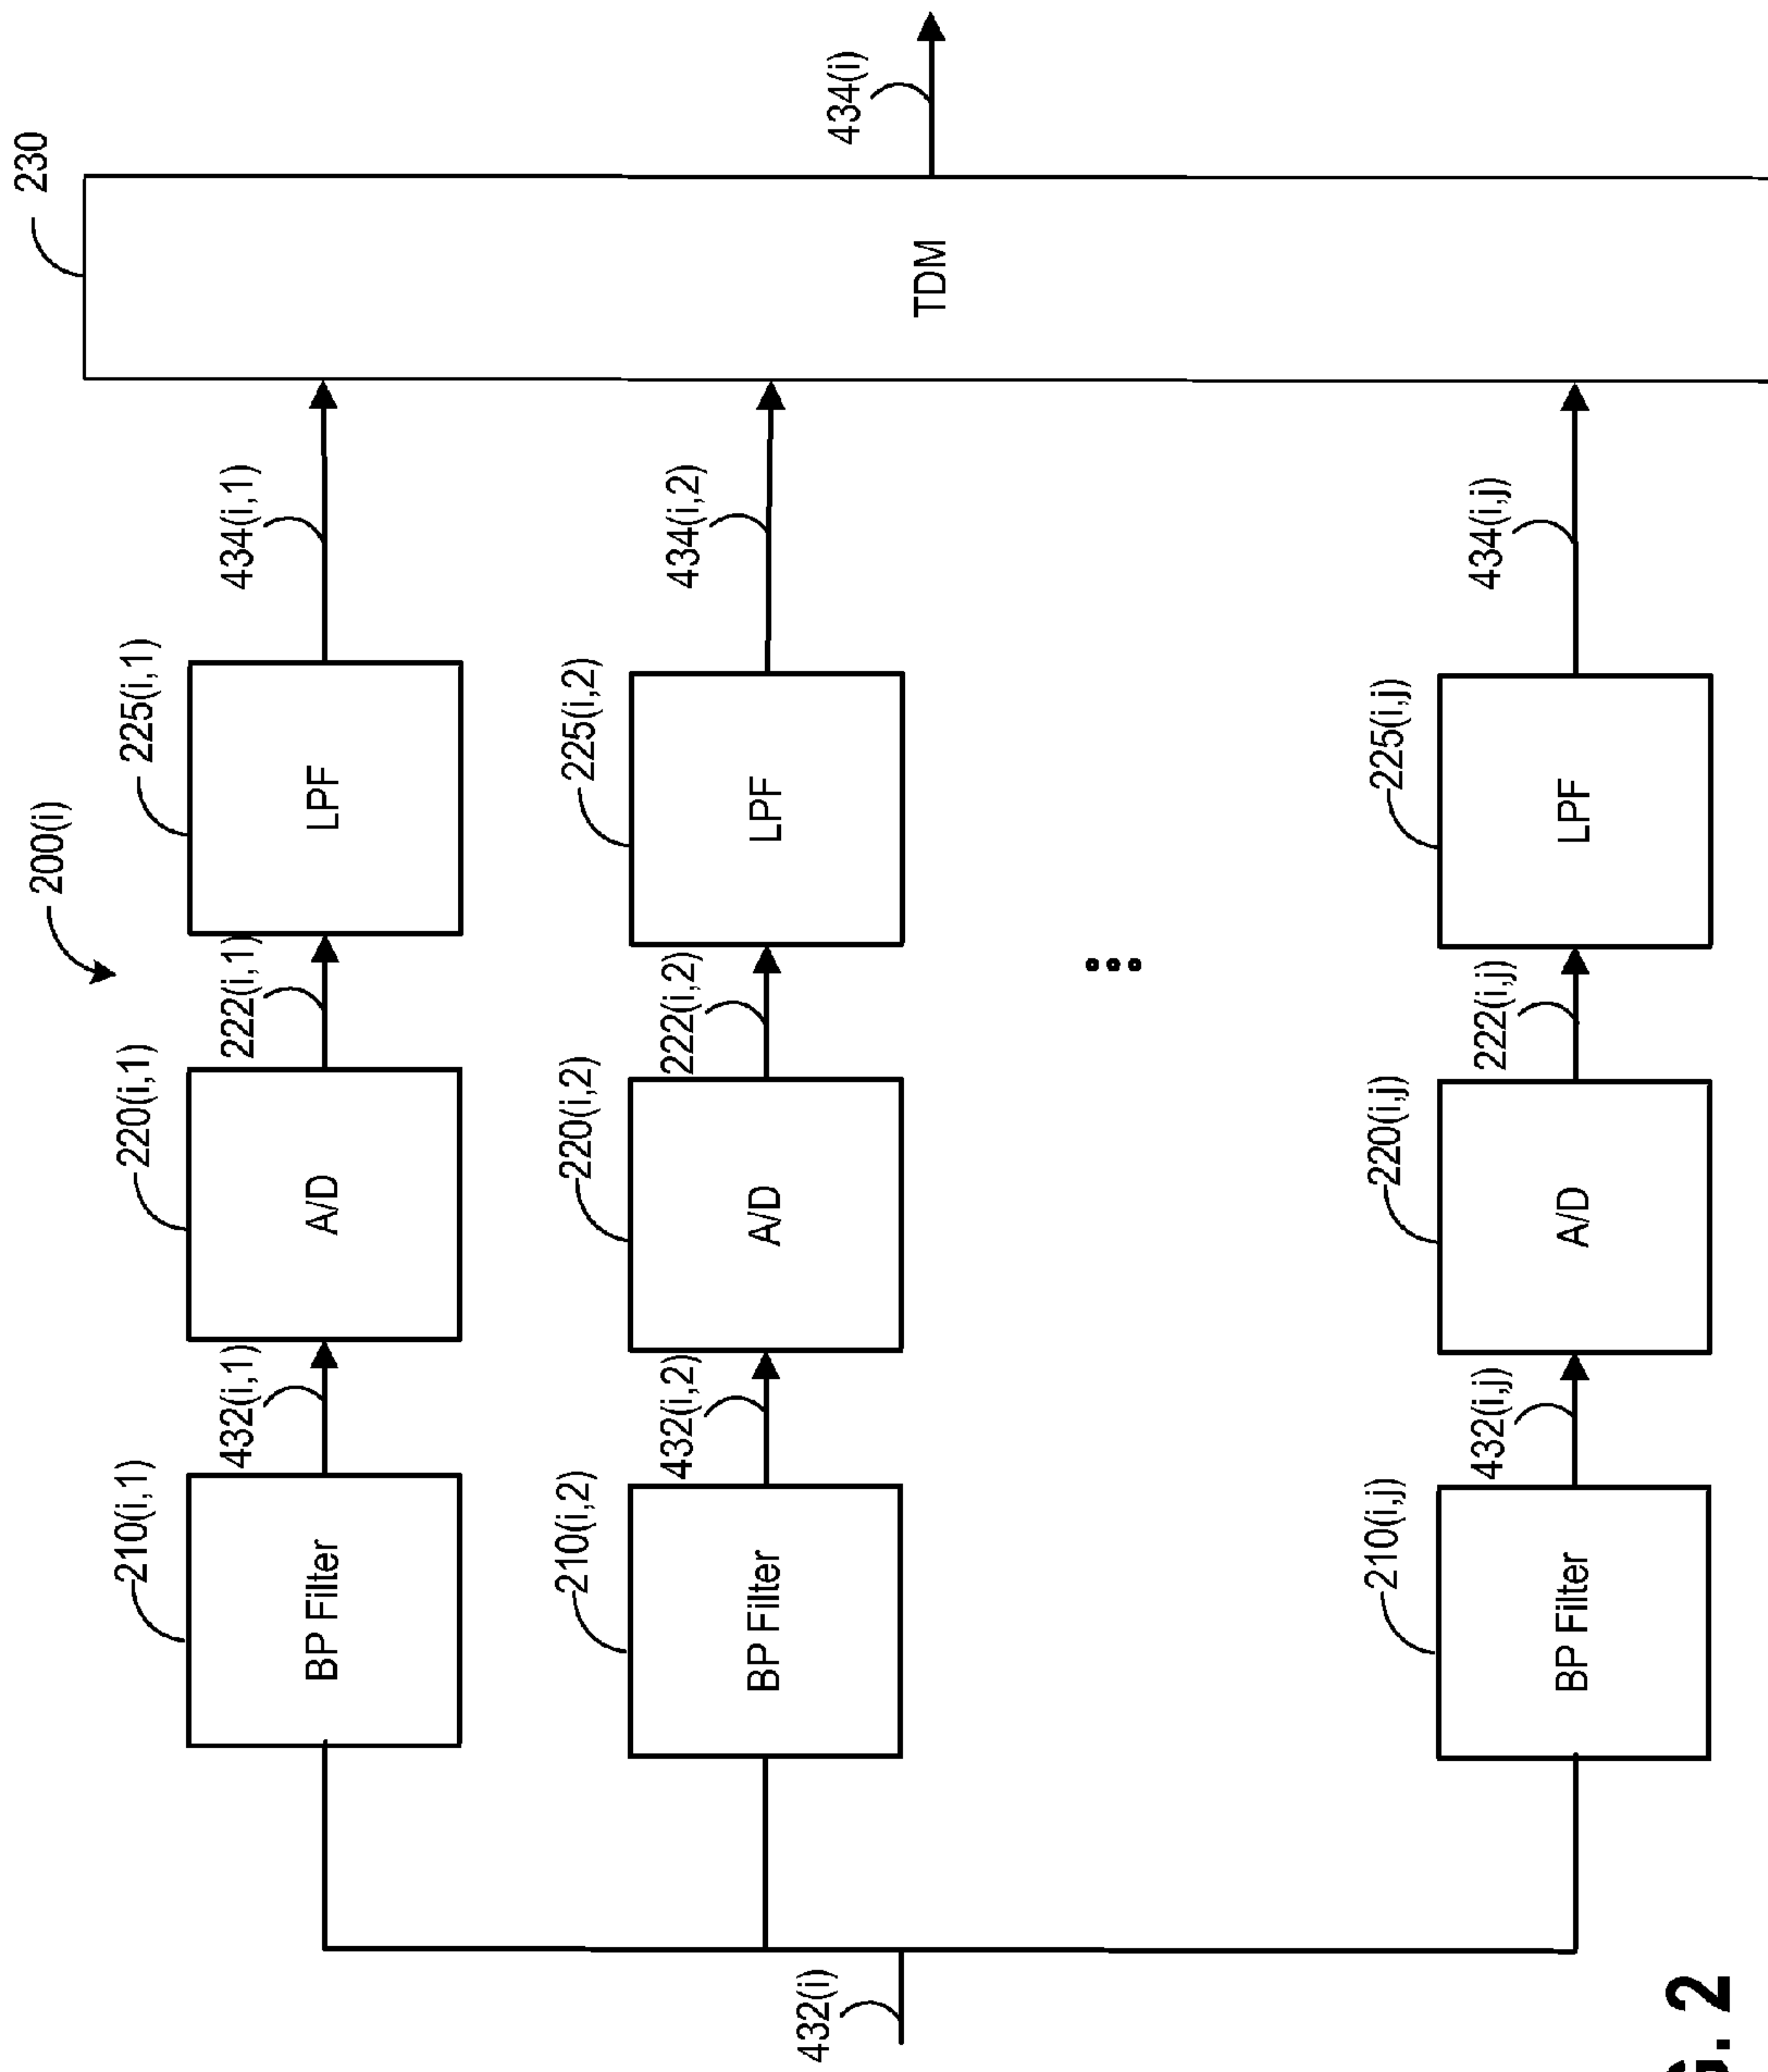 200(i)
230
210(i,1)
432(i,1)
220(i,1)
222(i,1)
225(i,1)
434(i,1)
BP Filter
A/D
LPF
210(i,2)
432(i,2)
220(i,2)
222(i,2)
225(i,2)
434(i,2)
BP Filter
A/D
LPF
432(i)
TDM
434(i)
210(i,j)
432(i,j)
220(i,j)
222(i,j)
225(i,j)
434(i,j)
BP Filter
A/D
LPF
G. 2